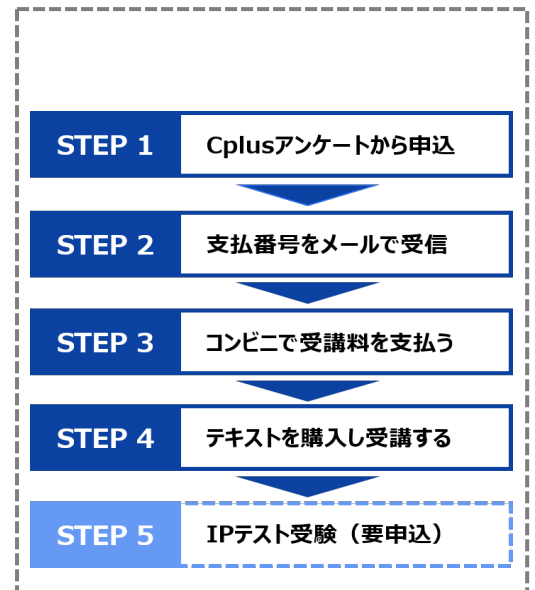 STEP 1 Cplusアンケートから申込
STEP 2 支払番号をメールで受信
STEP 3 コンビニで受講料を支払う
STEP 4 テキストを購入し受講する
STEP 5 IPテスト受験（要申込）